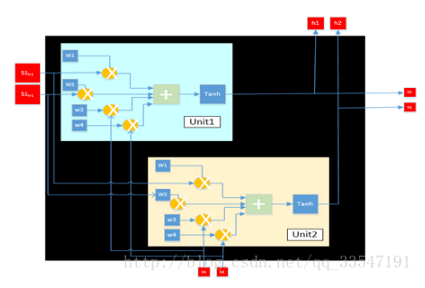 h1
h2
W1
W2
W3
W4
Tanh
Unit1
W1
W2
W3
W4
Tanh
Unit2
http://blog.csdn.net/qq_33547191